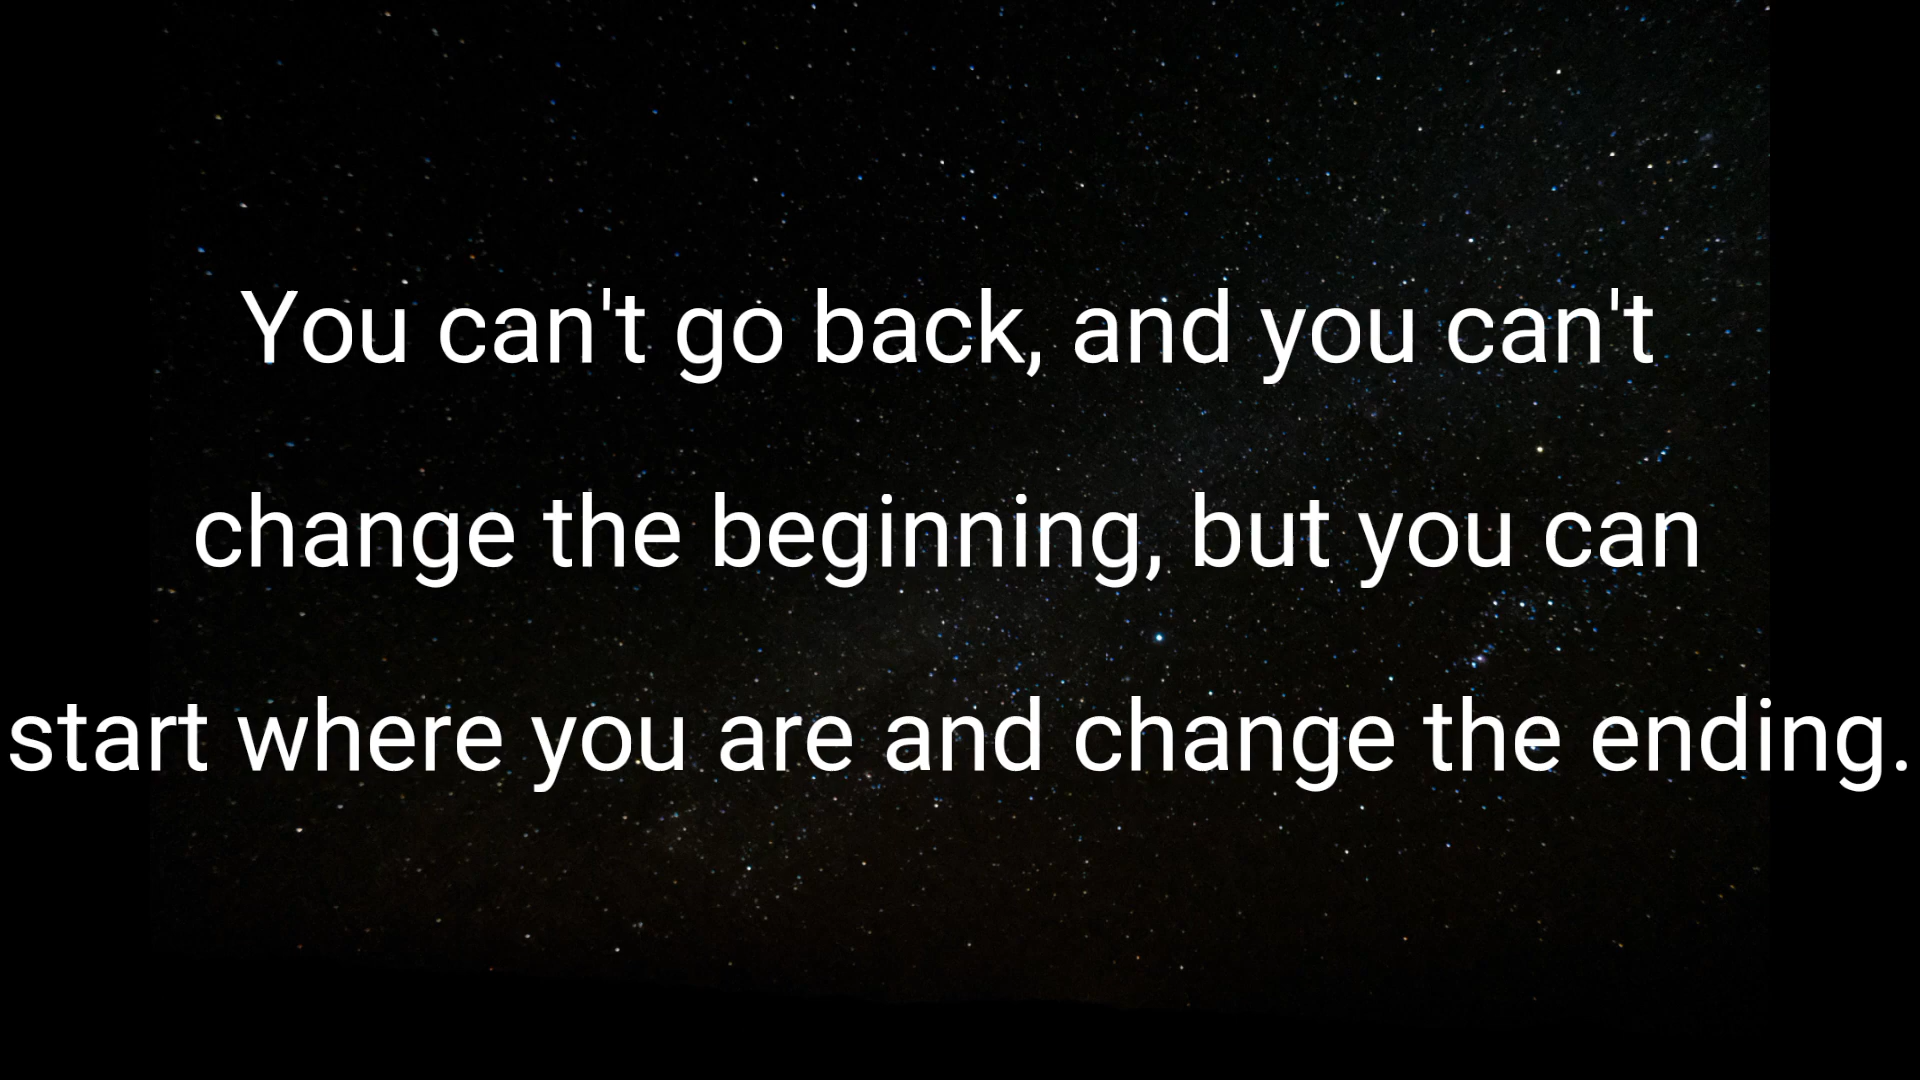 You can't go back, and you can't
change the beginning, but you can
start where you are and change the ending.